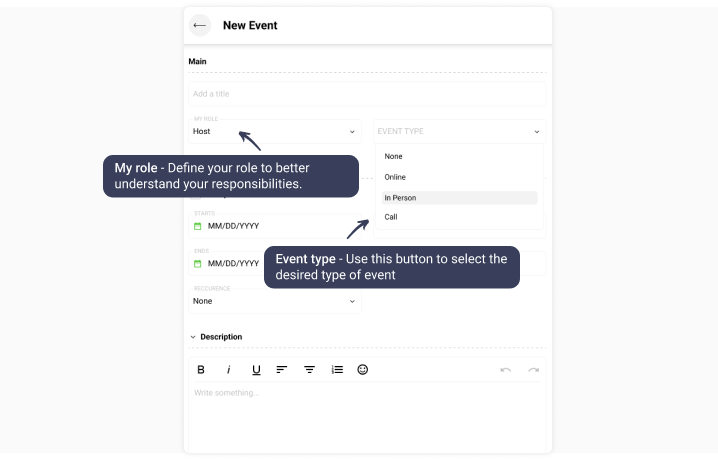 New Event
Main
Add a title
MY ROLE
Host
EVENT TYPE
None
Online
In Person
Call
My role - Define your role to better
understand your responsibilities.
STARTS
MM/DD/YYYY
ENDS
MM/DD/YYYY
Event type - Use this button to select the
desired type of event
RECCURENCE
None
Description
B i U
Write something...